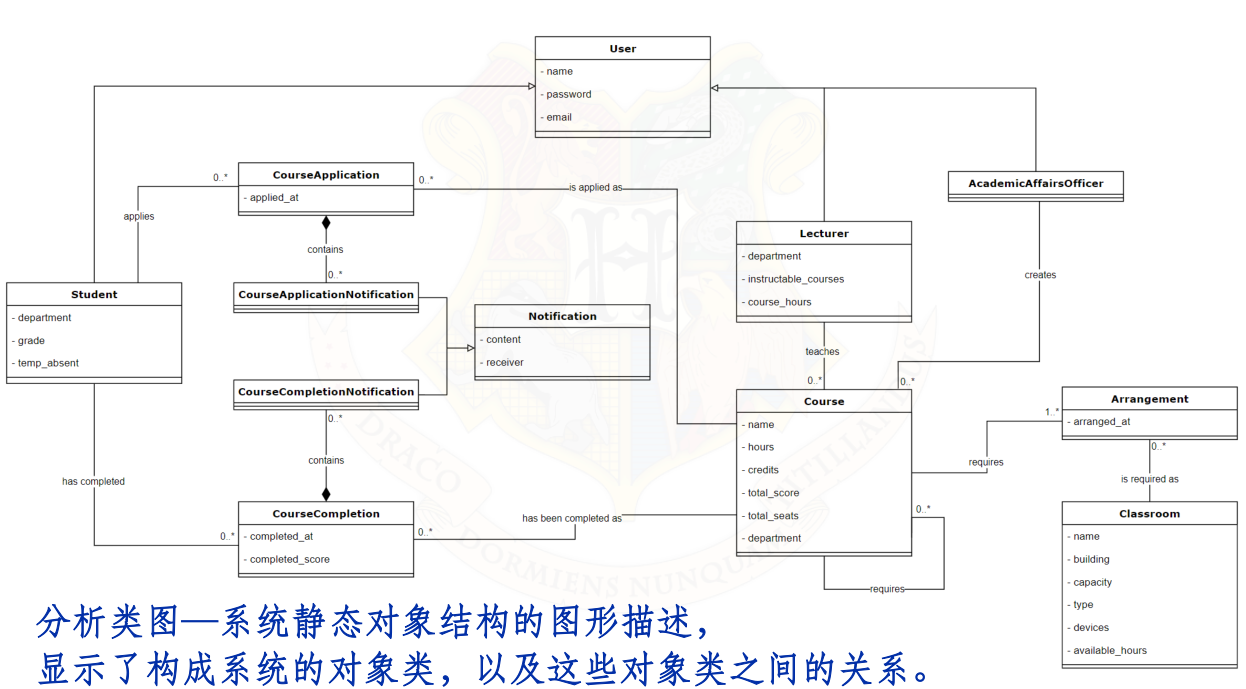 User
- name
- password
- email
0..*
CourseApplication
- applied_at
0..*
is applied as
AcademicAffairsOfficer
applies
Lecturer
- department
- instructable_courses
- course_hours
contains
0..*
creates
Student
- department
- grade
- temp_absent
CourseApplicationNotification
Notification
- content
- receiver
teaches
0..*
0..*
CourseCompletionNotification
0..*
Course
- name
- hours
- credits
- total_score
- total_seats
- department
1..*
Arrangement
- arranged_at
0..*
requires
contains
has completed
is required as
0..*
CourseCompletion
- completed_at
- completed_score
0..*
has been completed as
0..*
requires
Classroom
- name
- building
- capacity
- type
- devices
- available_hours
DRACO DORMIENS NUNQUAM TITILLANDUS
分析类图—系统静态对象结构的图形描述，
显示了构成系统的对象类，以及这些对象类之间的关系。